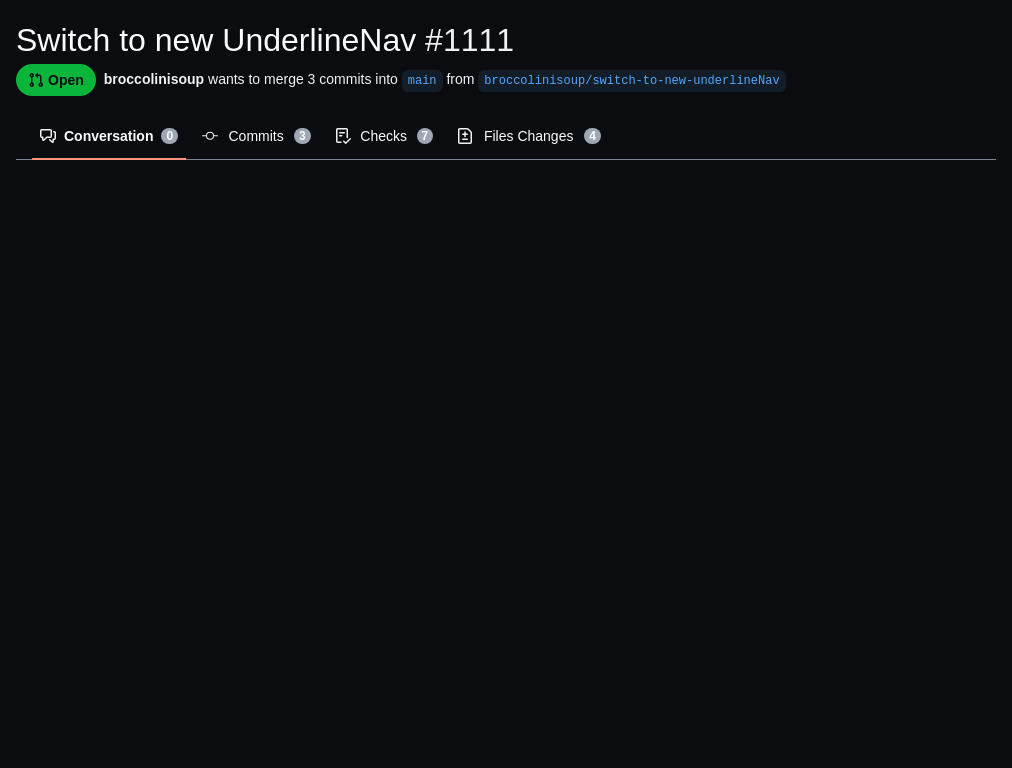 Switch to new UnderlineNav #1111
Open broccolinisoup wants to merge 3 commits into main from broccolinisoup/switch-to-new-underlineNav
Conversation 0 Commits 3 Checks 7 Files Changes 4